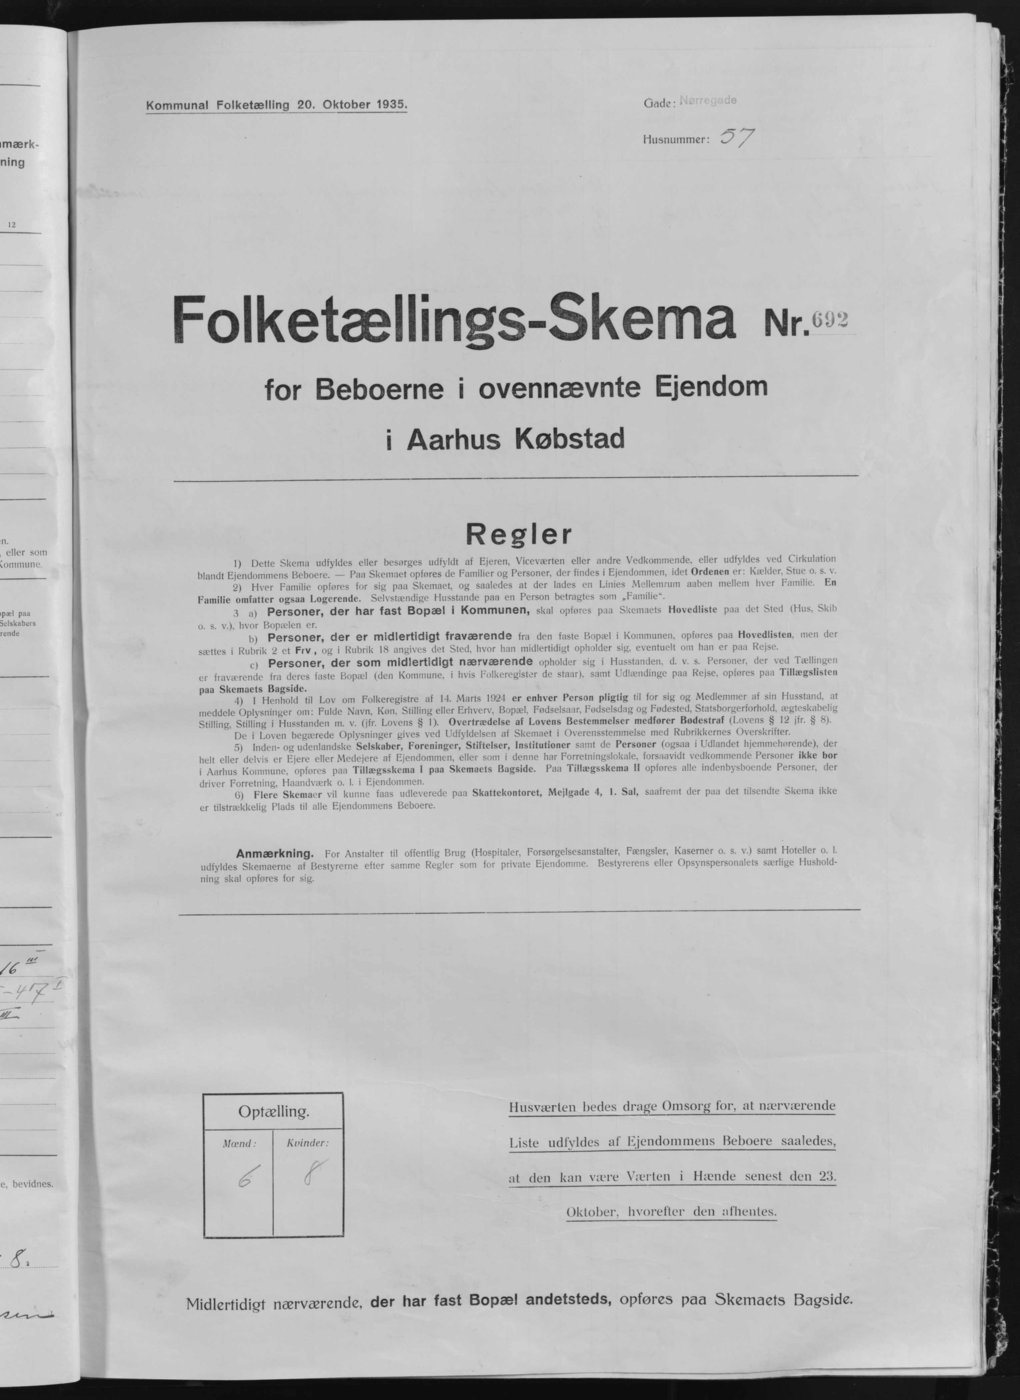 mærk-
ning
12
en.
, eller som
Kommune.
opæl paa
Selskabers
rende
16 III
-47 I
III
e, bevidnes.
8.
sen
Kommunal Folketælling 20. Oktober 1935.
Gade: Nørregade
Husnummer: 57
Folketællings-Skema Nr. 692
for Beboerne i ovennævnte Ejendom
i Aarhus Købstad
Regler
1) Dette Skema udfyldes eller besørges udfyldt af Ejeren, Viceværten eller andre Vedkommende, eller udfyldes ved Cirkulation
blandt Ejendommens Beboere. — Paa Skemaet opføres de Familier og Personer, der findes i Ejendommen, idet Ordenen er: Kælder, Stue o. s. v.
2) Hver Familie opføres for sig paa Skemaet, og saaledes at der lades en Linies Mellemrum aaben mellem hver Familie. En
Familie omfatter ogsaa Logerende. Selvstændige Husstande paa en Person betragtes som „Familie“.
3 a) Personer, der har fast Bopæl i Kommunen, skal opføres paa Skemaets Hovedliste paa det Sted (Hus, Skib
o. s. v.), hvor Bopælen er.
b) Personer, der er midlertidigt fraværende fra den faste Bopæl i Kommunen, opføres paa Hovedlisten, men der
sættes i Rubrik 2 et Frv, og i Rubrik 18 angives det Sted, hvor han midlertidigt opholder sig, eventuelt om han er paa Rejse.
c) Personer, der som midlertidigt nærværende opholder sig i Husstanden, d. v. s. Personer, der ved Tællingen
er fraværende fra deres faste Bopæl (den Kommune, i hvis Folkeregister de staar), samt Udlændinge paa Rejse, opføres paa Tillægslisten
paa Skemaets Bagside.
4) I Henhold til Lov om Folkeregistre af 14. Marts 1924 er enhver Person pligtig til for sig og Medlemmer af sin Husstand, at
meddele Oplysninger om: Fulde Navn, Køn, Stilling eller Erhverv, Bopæl, Fødselsaar, Fødselsdag og Fødested, Statsborgerforhold, ægteskabelig
Stilling, Stilling i Husstanden m. v. (jfr. Lovens § 1). Overtrædelse af Lovens Bestemmelser medfører Bødestraf (Lovens § 12 jfr. § 8).
De i Loven begærede Oplysninger gives ved Udfyldelsen af Skemaet i Overensstemmelse med Rubrikkernes Overskrifter.
5) Inden- og udenlandske Selskaber, Foreninger, Stiftelser, Institutioner samt de Personer (ogsaa i Udlandet hjemmehørende), der
helt eller delvis er Ejere eller Medejere af Ejendommen, eller som i denne har Forretningslokale, forsaavidt vedkommende Personer ikke bor
i Aarhus Kommune, opføres paa Tillægsskema I paa Skemaets Bagside. Paa Tillægsskema II opføres alle indenbysboende Personer, der
driver Forretning, Haandværk o. l. i Ejendommen.
6) Flere Skemaer vil kunne faas udleverede paa Skattekontoret, Mejlgade 4, 1. Sal, saafremt der paa det tilsendte Skema ikke
er tilstrækkelig Plads til alle Ejendommens Beboere.
Anmærkning. For Anstalter til offentlig Brug (Hospitaler, Forsørgelsesanstalter, Fængsler, Kaserner o. s. v.) samt Hoteller o. l.
udfyldes Skemaerne af Bestyrerne efter samme Regler som for private Ejendomme. Bestyrerens eller Opsynspersonalets særlige Hushold-
ning skal opføres for sig.
Optælling.
Mænd: Kvinder:
6 8
Husværten bedes drage Omsorg for, at nærværende
Liste udfyldes af Ejendommens Beboere saaledes,
at den kan være Værten i Hænde senest den 23.
Oktober, hvorefter den afhentes.
Midlertidigt nærværende, der har fast Bopæl andetsteds, opføres paa Skemaets Bagside.